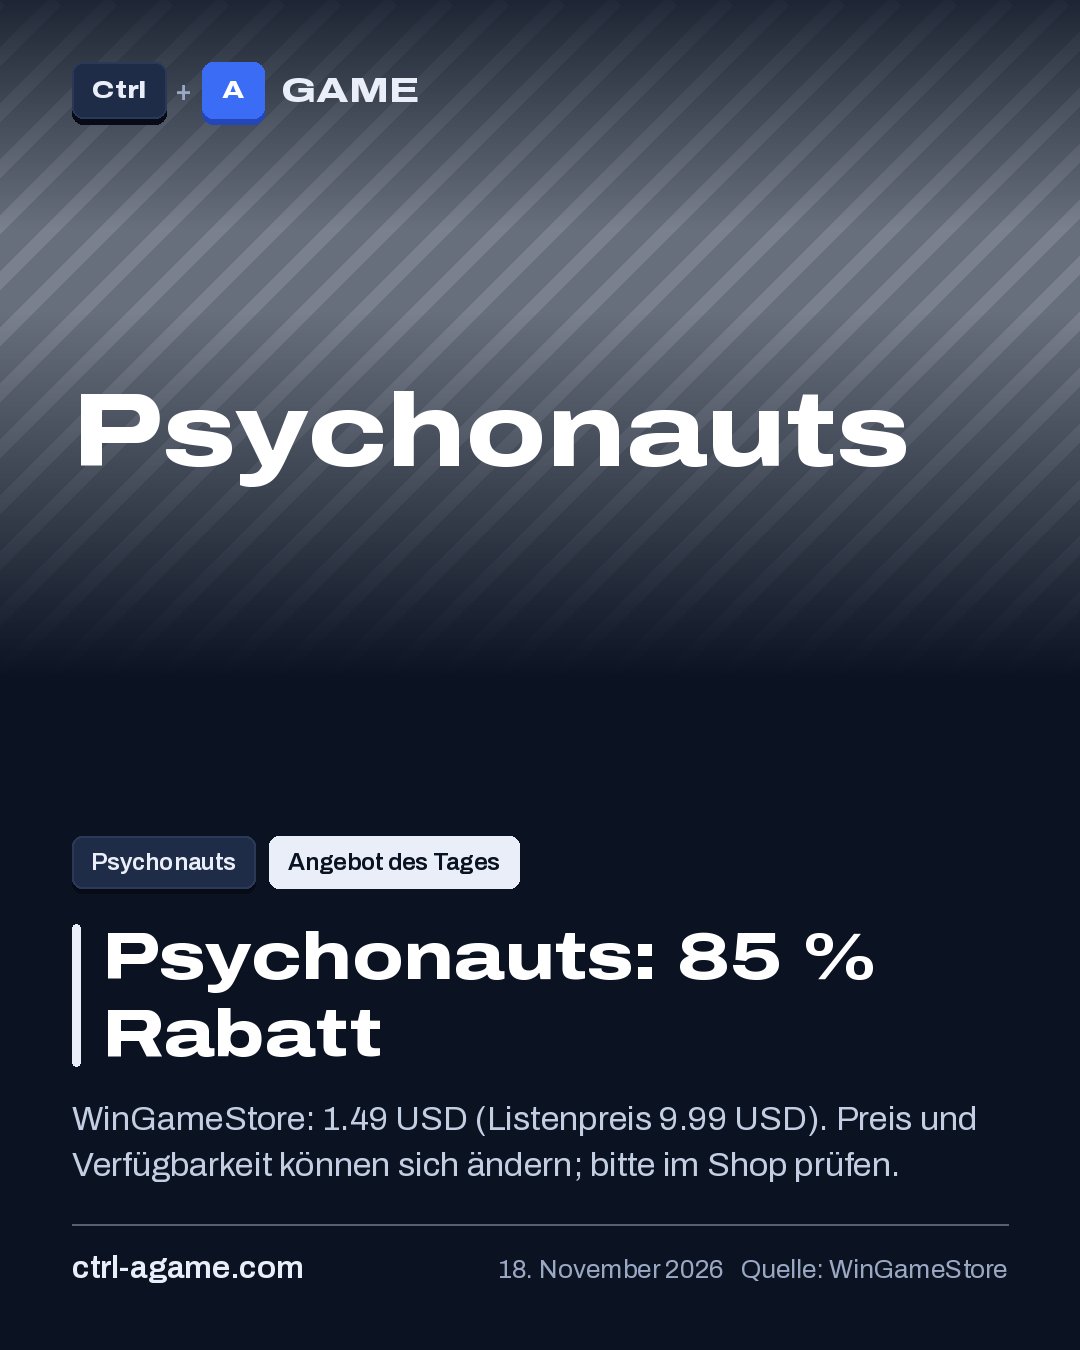 Ctrl + A GAME
Psychonauts
Psychonauts Angebot des Tages
Psychonauts: 85 %
Rabatt
WinGameStore: 1.49 USD (Listenpreis 9.99 USD). Preis und
Verfügbarkeit können sich ändern; bitte im Shop prüfen.
ctrl-agame.com 18. November 2026 Quelle: WinGameStore